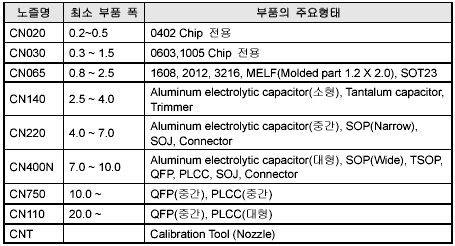 노즐명 최소 부품 폭 부품의 주요형태
CN020 0.2~0.5 0402 Chip 전용
CN030 0.3 ~ 1.5 0603,1005 Chip 전용
CN065 0.8 ~ 2.5 1608, 2012, 3216, MELF(Molded part 1.2 X 2.0), SOT23
CN140 2.5 ~ 4.0 Aluminum electrolytic capacitor(소형), Tantalum capacitor,
Trimmer
CN220 4.0 ~ 7.0 Aluminum electrolytic capacitor(중간), SOP(Narrow),
SOJ, Connector
CN400N 7.0 ~ 10.0 Aluminum electrolytic capacitor(대형), SOP(Wide), TSOP,
QFP, PLCC, SOJ, Connector
CN750 10.0 ~ QFP(중간), PLCC(중간)
CN110 20.0 ~ QFP(중간), PLCC(대형)
CNT Calibration Tool (Nozzle)